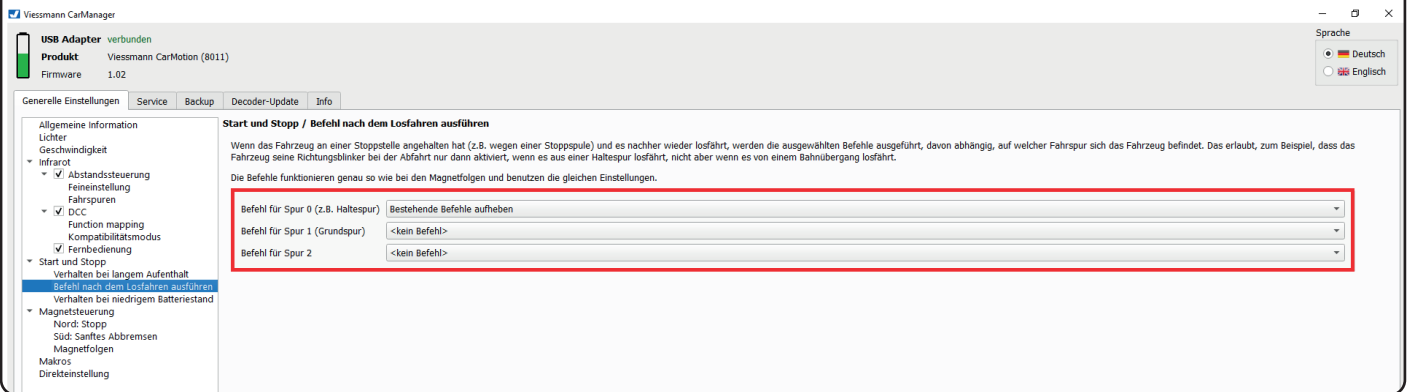 Viessmann CarManager
USB Adapter verbunden
Produkt Viessmann CarMotion (8011)
Firmware 1.02
Sprache
Deutsch
Englisch
Generelle Einstellungen Service Backup Decoder-Update Info
Allgemeine Information
Lichter
Geschwindigkeit
Infrarot
Abstandssteuerung
Feineinstellung
Fahrspuren
DCC
Function mapping
Kompatibilitätsmodus
Fernbedienung
Start und Stopp
Verhalten bei langem Aufenthalt
Befehl nach dem Losfahren ausführen
Verhalten bei niedrigem Batteriestand
Magnetsteuerung
Nord: Stopp
Süd: Sanftes Abbremsen
Magnetfolgen
Makros
Direkteinstellung
Start und Stopp / Befehl nach dem Losfahren ausführen
Wenn das Fahrzeug an einer Stoppstelle angehalten hat (z.B. wegen einer Stoppspule) und es nachher wieder losfährt, werden die ausgewählten Befehle ausgeführt, davon abhängig, auf welcher Fahrspur sich das Fahrzeug befindet. Das erlaubt, zum Beispiel, dass das
Fahrzeug seine Richtungsblinker bei der Abfahrt nur dann aktiviert, wenn es aus einer Haltespur losfährt, nicht aber wenn es von einem Bahnübergang losfährt.
Die Befehle funktionieren genau so wie bei den Magnetfolgen und benutzen die gleichen Einstellungen.
Befehl für Spur 0 (z.B. Haltespur) Bestehende Befehle aufheben
Befehl für Spur 1 (Grundspur) <kein Befehl>
Befehl für Spur 2 <kein Befehl>